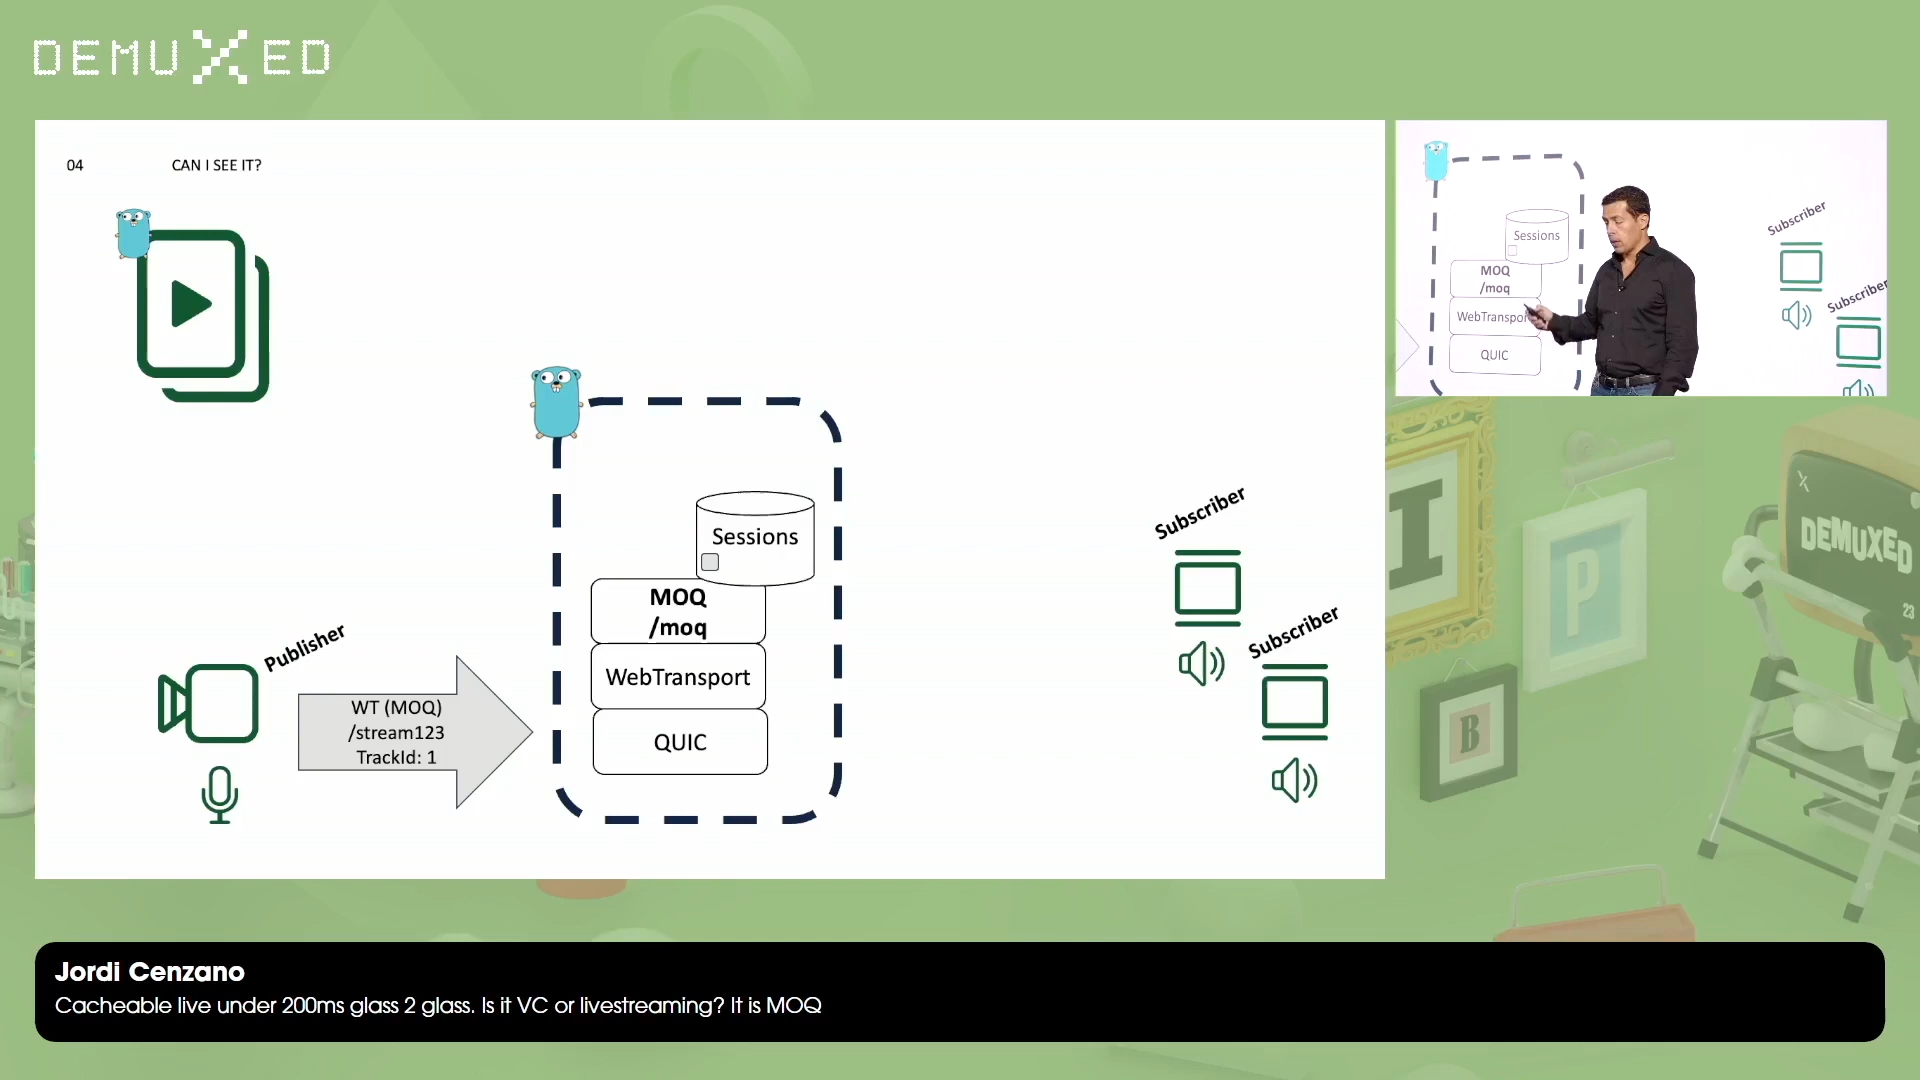 DEMUXED
04 CAN I SEE IT?
Sessions
MOQ
/moq
WebTransport
QUIC
Publisher
WT (MOQ)
/stream123
TrackId: 1
Subscriber
Subscriber
Sessions
MOQ
/moq
WebTranspor
QUIC
Subscriber
Subscriber
I
P
B
DEMUXED
23
Jordi Cenzano
Cacheable live under 200ms glass 2 glass. Is it VC or livestreaming? It is MOQ